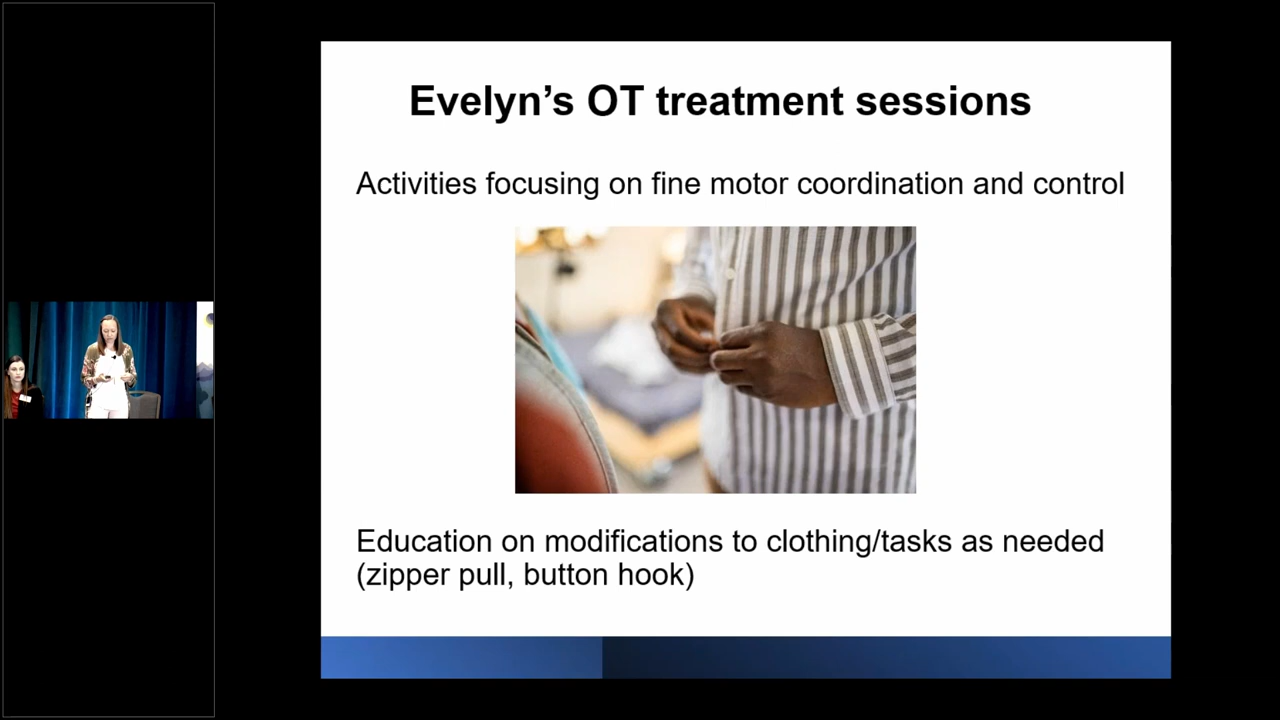 Evelyn’s OT treatment sessions
Activities focusing on fine motor coordination and control
Education on modifications to clothing/tasks as needed
(zipper pull, button hook)